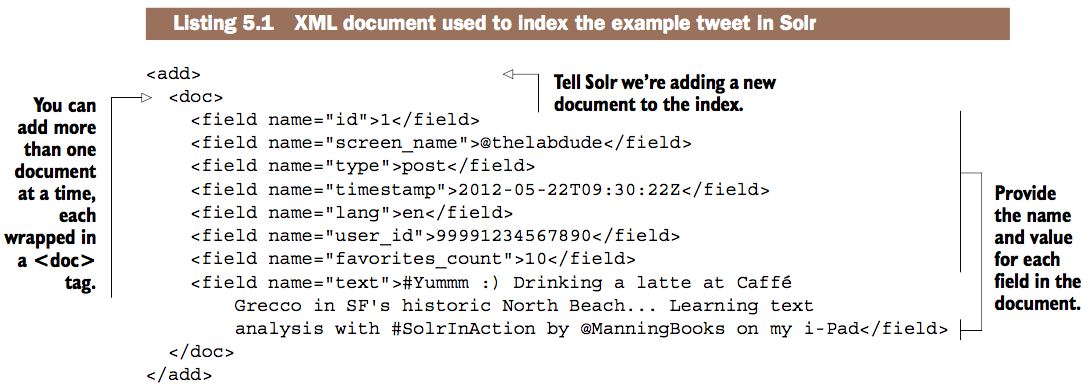 Listing 5.1 XML document used to index the example tweet in Solr
<add>
Tell Solr we're adding a new
document to the index.
<doc>
You can
add more
than one
document
at a time,
each
wrapped in
a <doc>
tag.
<field name="id">1</field>
<field name="screen_name">@thelabdude</field>
<field name="type">post</field>
<field name="timestamp">2012-05-22T09:30:22Z</field>
<field name="lang">en</field>
<field name="user_id">99991234567890</field>
<field name="favorites_count">10</field>
<field name="text">#Yummm :) Drinking a latte at Caffé
Grecco in SF's historic North Beach... Learning text
analysis with #SolrInAction by @ManningBooks on my i-Pad</field>
Provide
the name
and value
for each
field in the
document.
</doc>
</add>